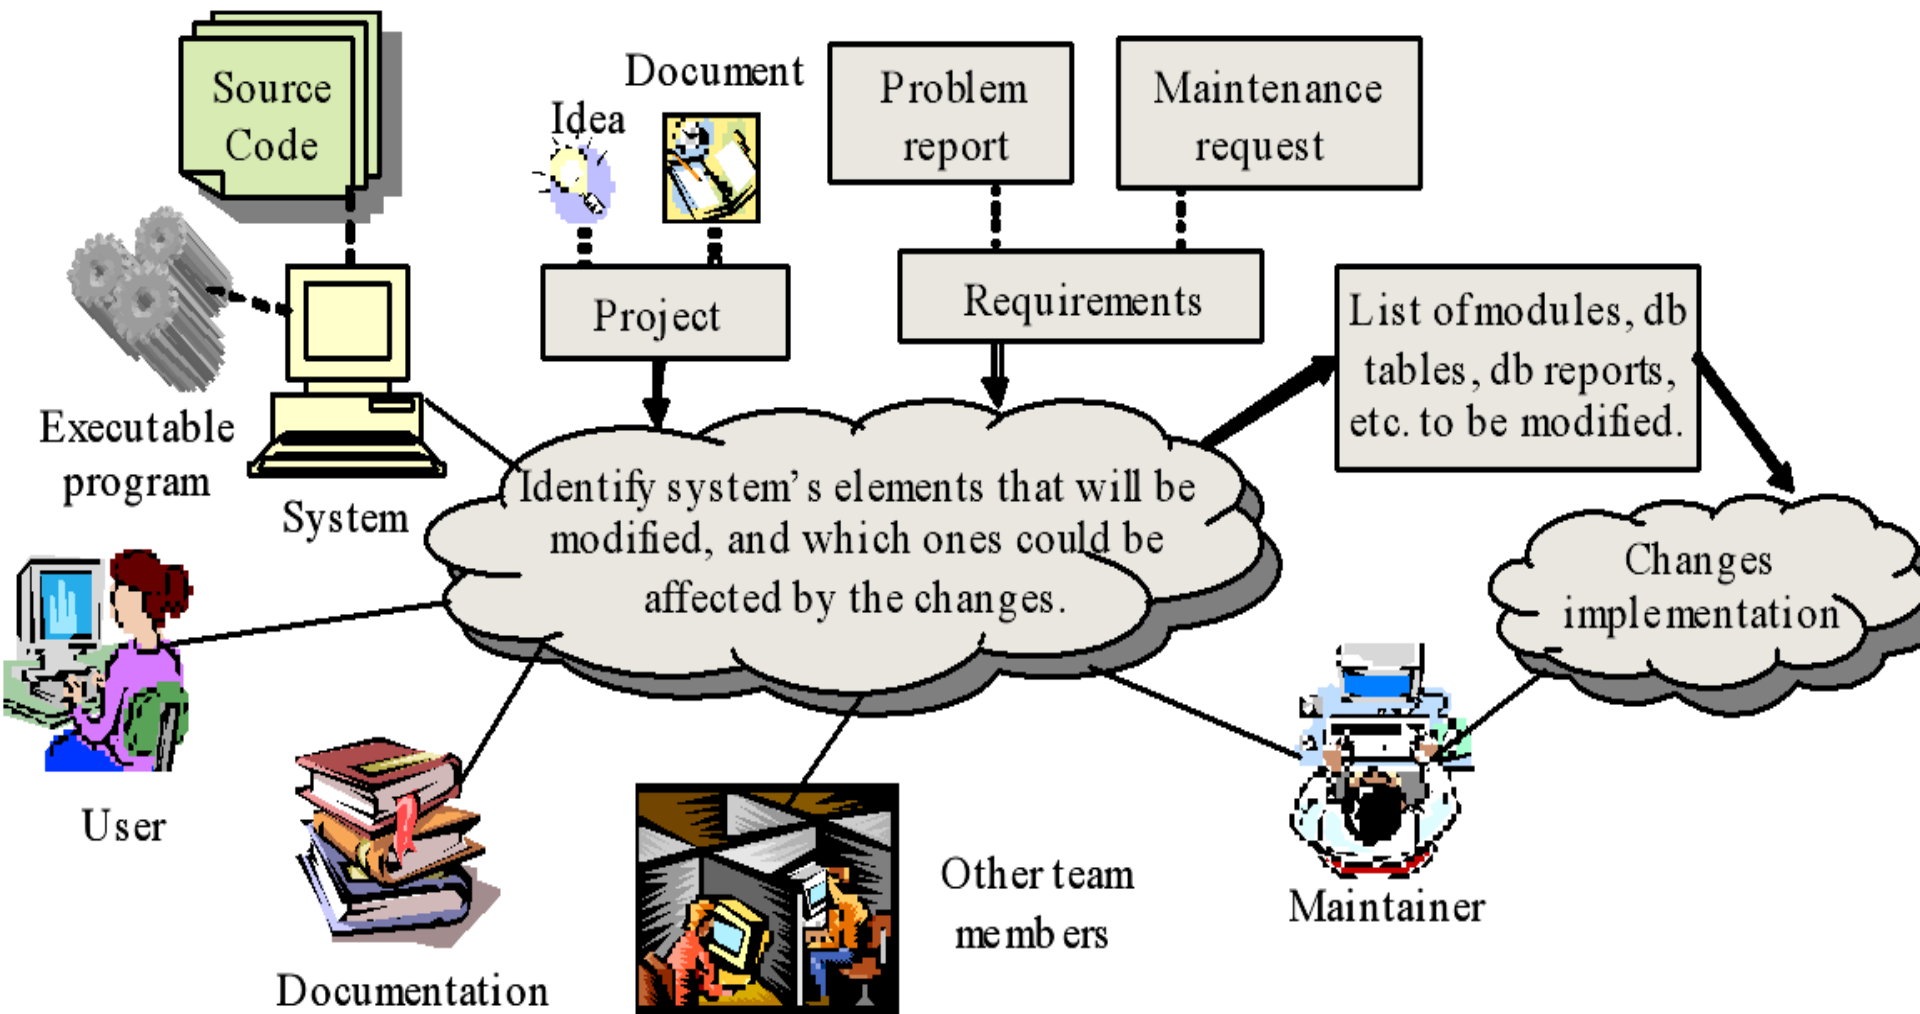 Source
Code
Idea
Document
Problem
report
Maintenance
request
Project
Requirements
List of modules, db
tables, db reports,
etc. to be modified.
Executable
program
System
Identify system's elements that will be
modified, and which ones could be
affected by the changes.
Changes
implementation
User
Documentation
Other team
members
Maintainer